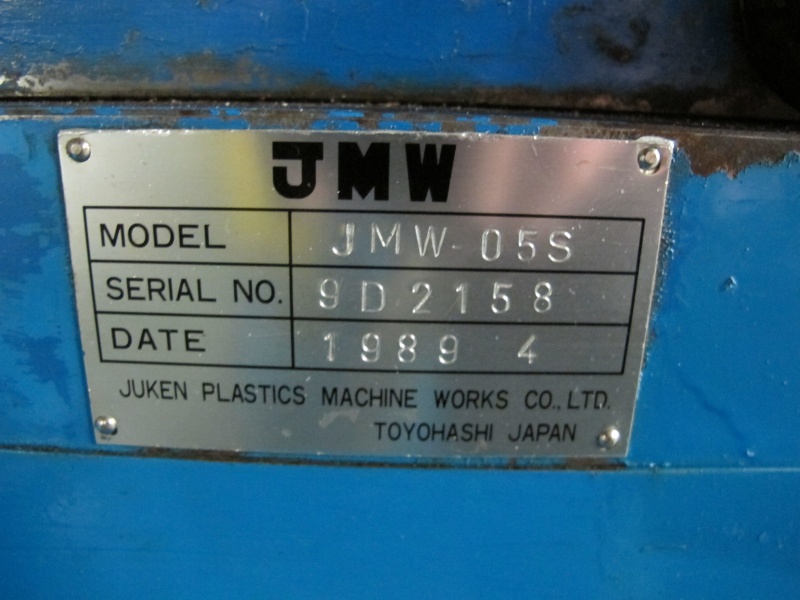 JMW
MODEL JMW-05S
SERIAL NO. 9D2158
DATE 1989 4
JUKEN PLASTICS MACHINE WORKS CO., LTD.
TOYOHASHI JAPAN